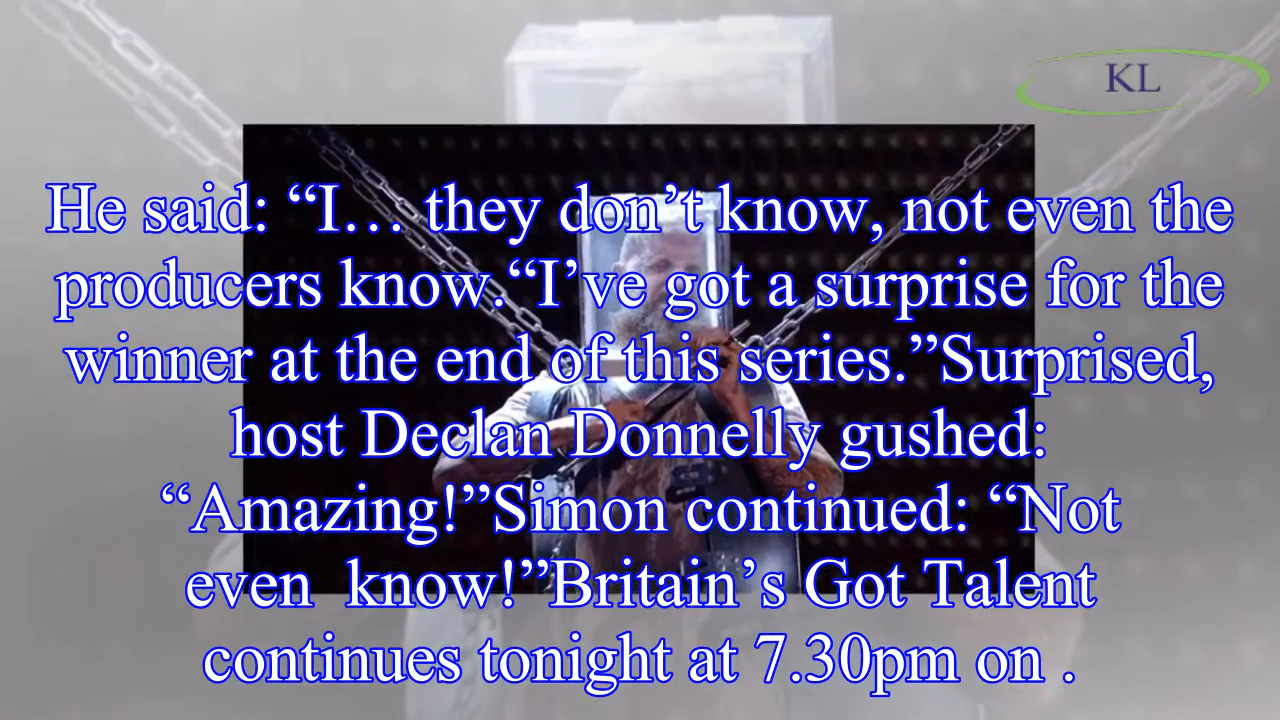 KL
He said: “I… they don’t know, not even the
producers know.“I’ve got a surprise for the
winner at the end of this series.”Surprised,
host Declan Donnelly gushed:
“Amazing!”Simon continued: “Not
even  know!”Britain’s Got Talent
continues tonight at 7.30pm on .